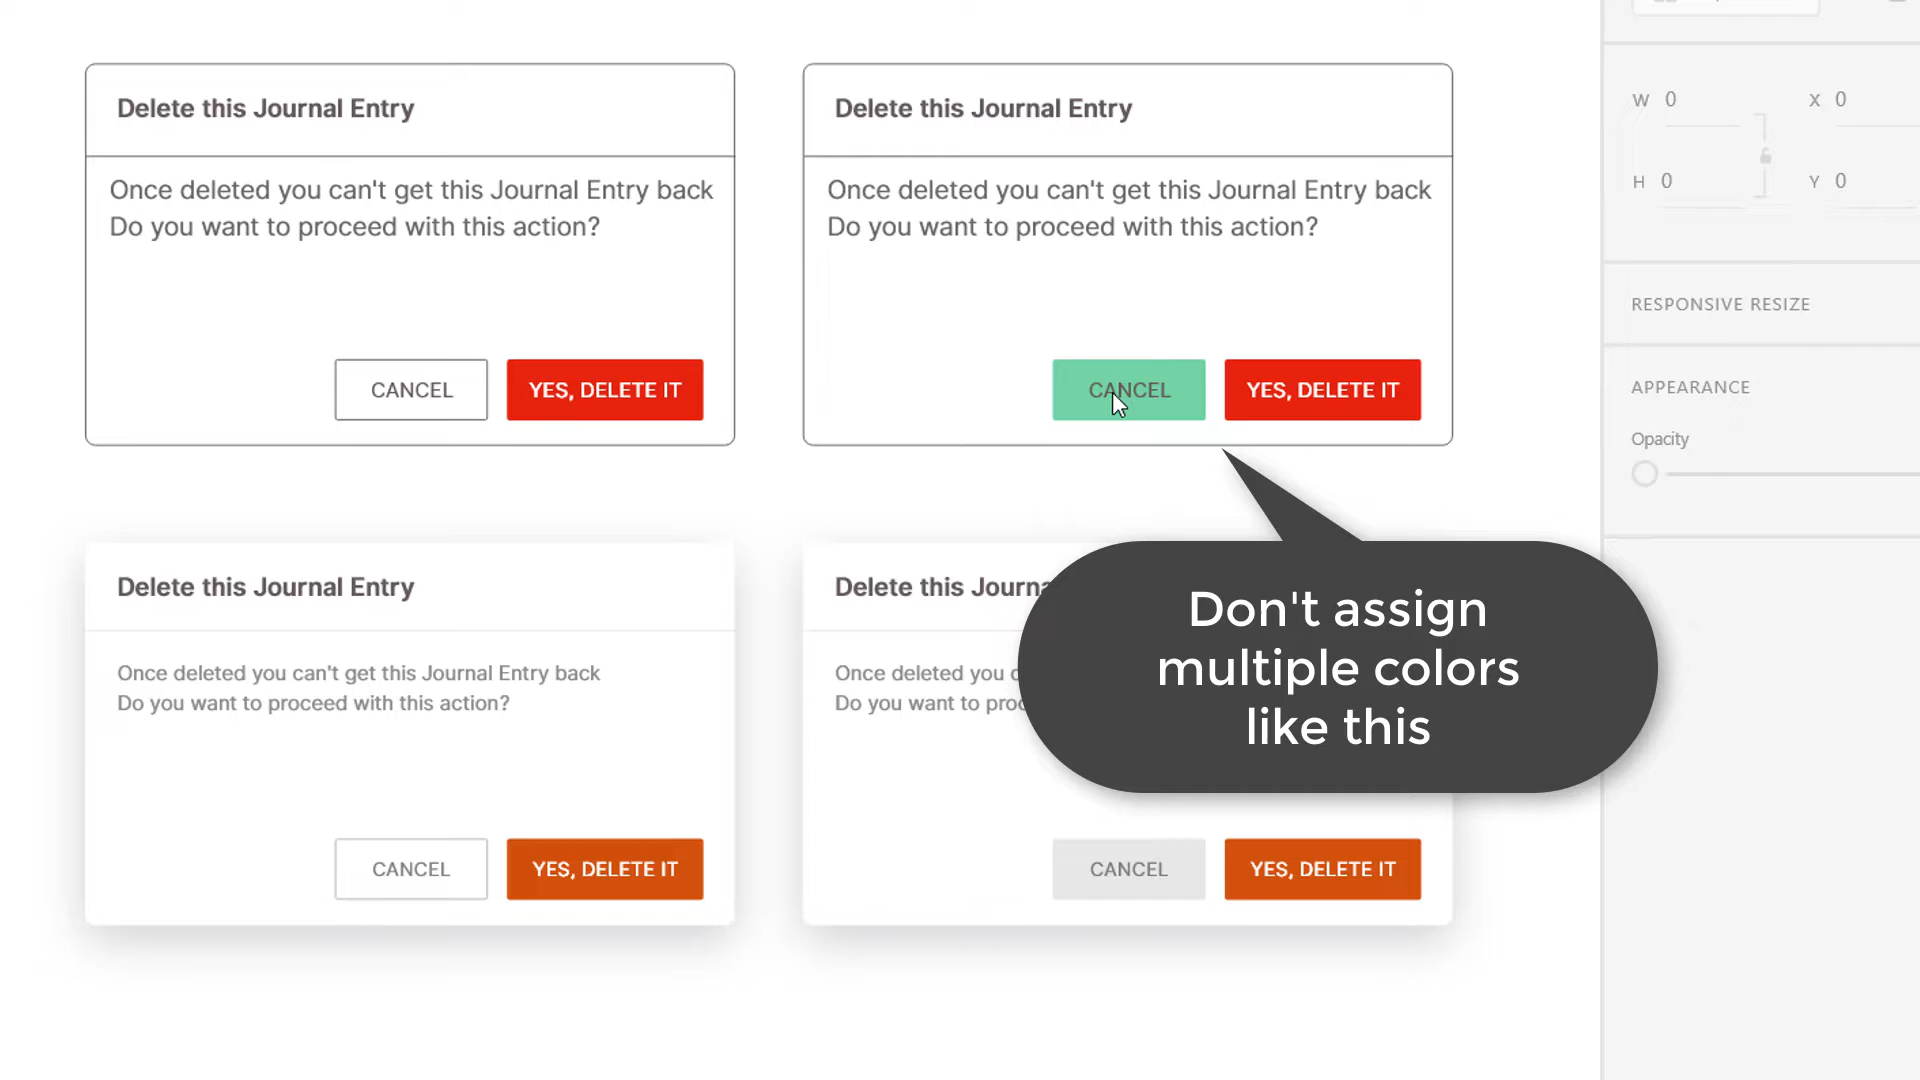 Delete this Journal Entry
Once deleted you can't get this Journal Entry back
Do you want to proceed with this action?
CANCEL
YES, DELETE IT
Delete this Journal Entry
Once deleted you can't get this Journal Entry back
Do you want to proceed with this action?
CANCEL
YES, DELETE IT
Delete this Journal Entry
Once deleted you can't get this Journal Entry back
Do you want to proceed with this action?
CANCEL
YES, DELETE IT
Delete this
Once deleted you
Do you want to
CANCEL
YES, DELETE IT
Don't assign
multiple colors
like this
W 0
X 0
H 0
Y 0
RESPONSIVE RESIZE
APPEARANCE
Opacity